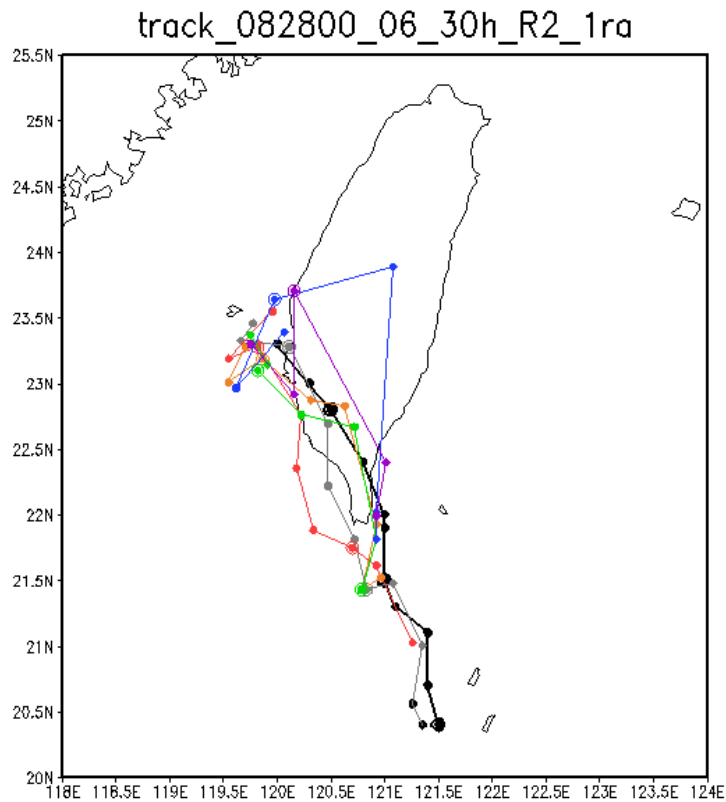 track_082800_06_30h_R2_1ra
25.5N
25N
24.5N
24N
23.5N
23N
22.5N
22N
21.5N
21N
20.5N
20N
118E 118.5E 119E 119.5E 120E 120.5E 121E 121.5E 122E 122.5E 123E 123.5E 124E